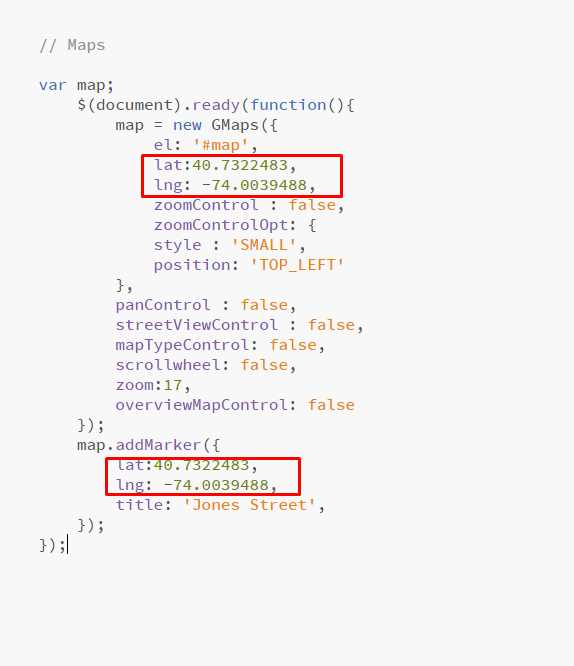 // Maps
var map;
$(document).ready(function(){
map = new GMaps({
el: '#map',
lat:40.7322483,
lng: -74.0039488,
zoomControl : false,
zoomControlOpt: {
style : 'SMALL',
position: 'TOP_LEFT'
},
panControl : false,
streetViewControl : false,
mapTypeControl: false,
scrollwheel: false,
zoom:17,
overviewMapControl: false
});
map.addMarker({
lat:40.7322483,
lng: -74.0039488,
title: 'Jones Street',
});
});